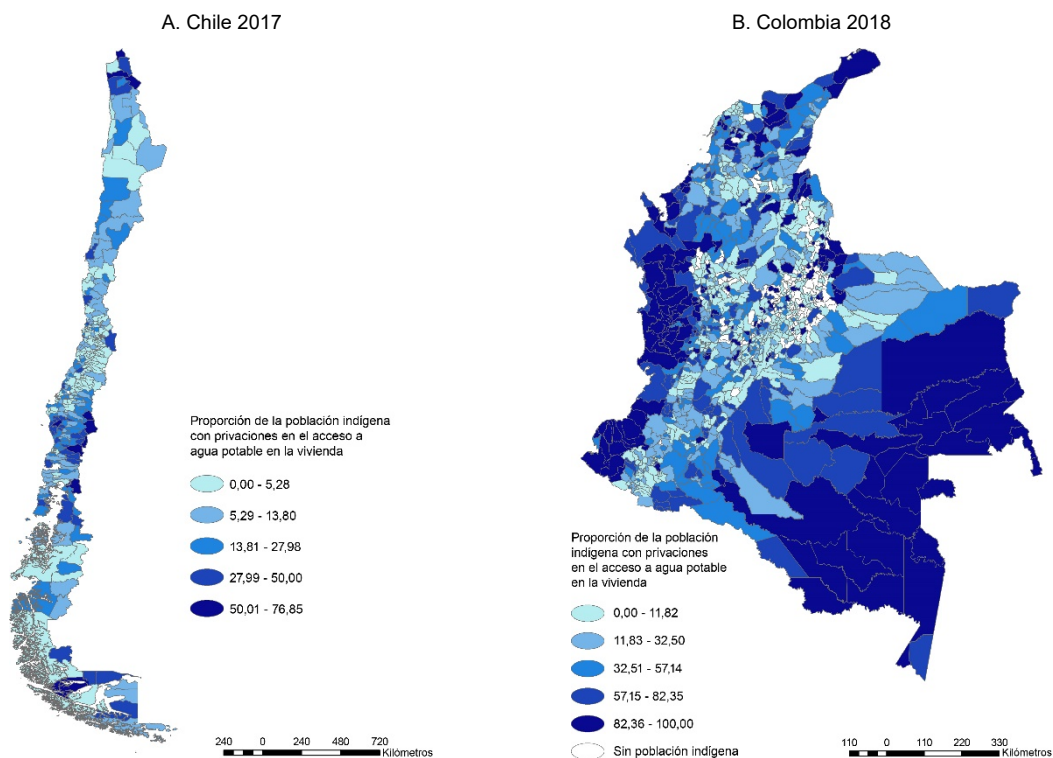 A. Chile 2017
Proporción de la población indígena
con privaciones en el acceso a
agua potable en la vivienda
0,00 - 5,28
5,29 - 13,80
13,81 - 27,98
27,99 - 50,00
50,01 - 76,85
240 0 240 480 720
Kilómetros
B. Colombia 2018
Proporción de la población
indígena con privaciones
en el acceso a agua potable
en la vivienda
0,00 - 11,82
11,83 - 32,50
32,51 - 57,14
57,15 - 82,35
82,36 - 100,00
Sin población indígena
110 0 110 220 330
Kilómetros